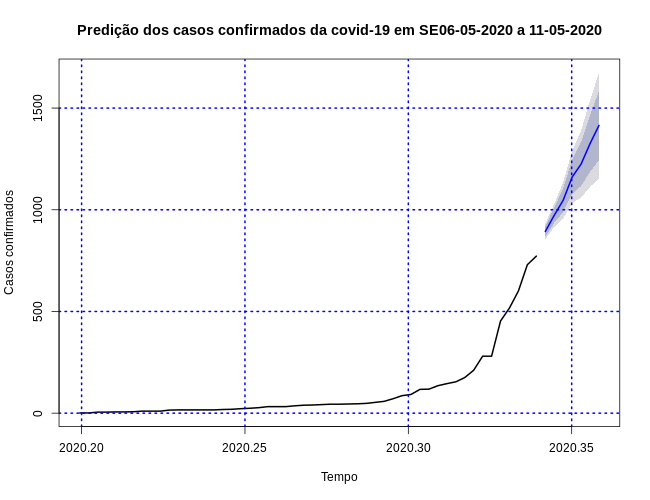 Predição dos casos confirmados da covid-19 em SE06-05-2020 a 11-05-2020
Casos confirmados
1500
1000
500
0
2020.20 2020.25 2020.30 2020.35
Tempo